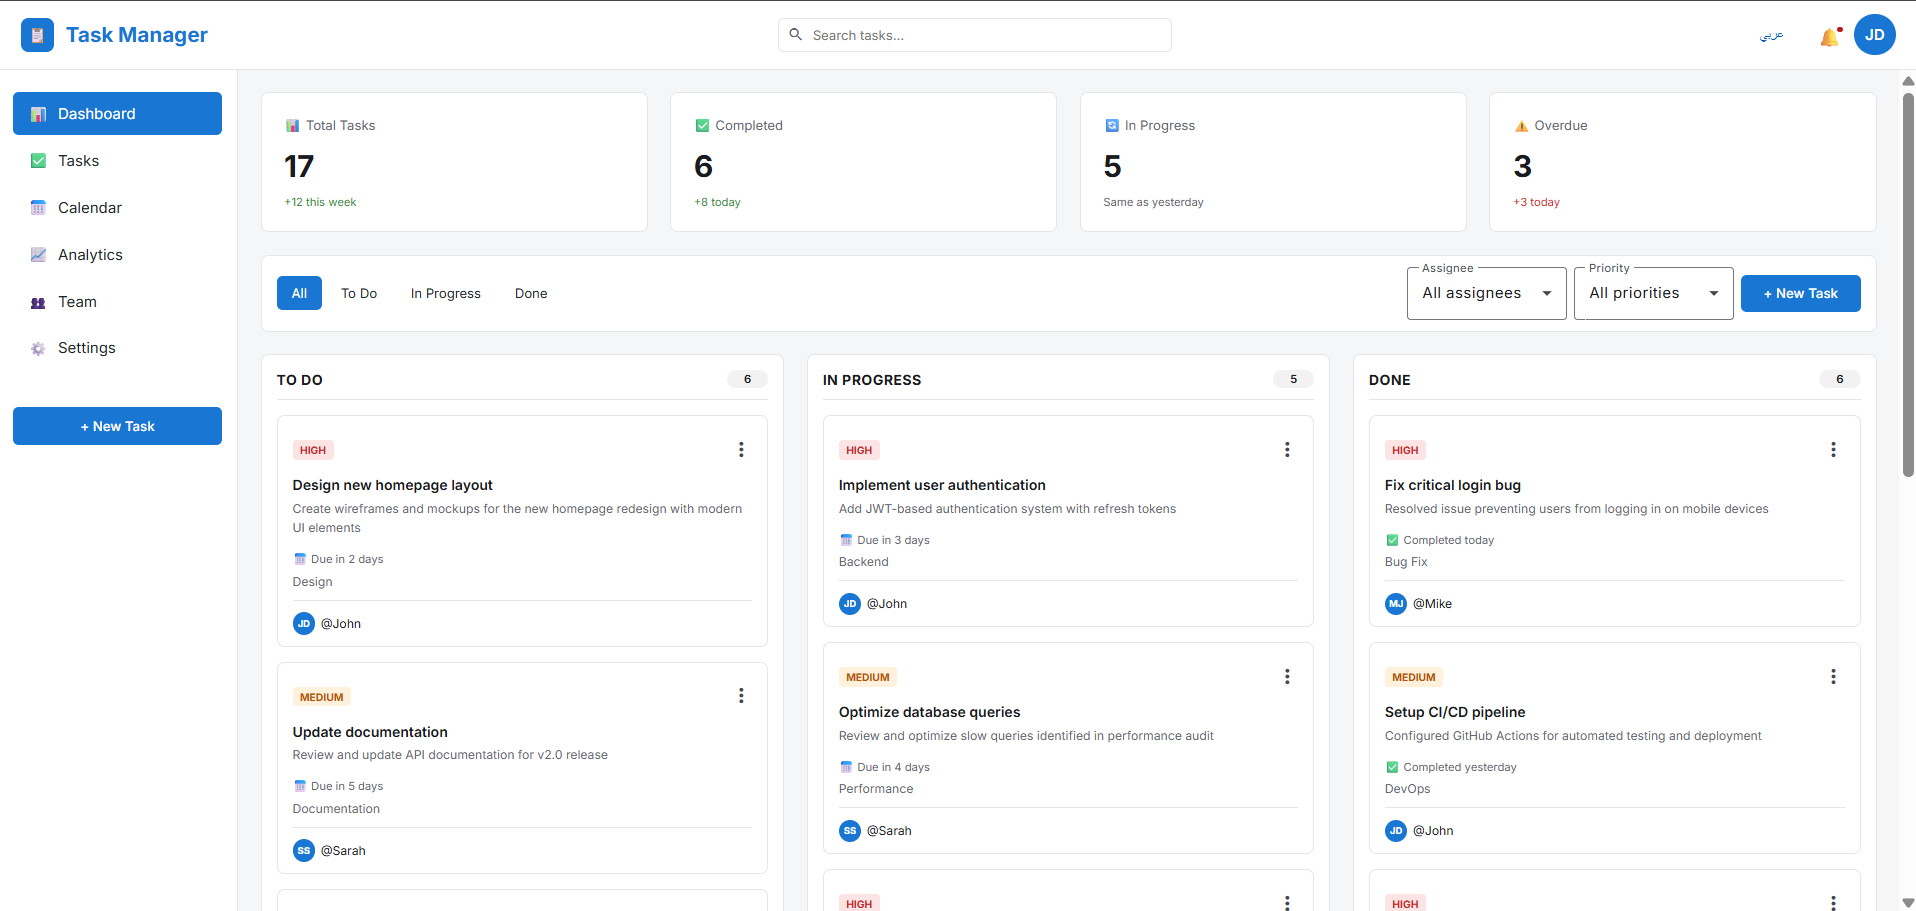 Task Manager
Search tasks...
عربي
JD
Dashboard
Tasks
Calendar
Analytics
Team
Settings
+ New Task
Total Tasks
17
+12 this week
Completed
6
+8 today
In Progress
5
Same as yesterday
Overdue
3
+3 today
All
To Do
In Progress
Done
Assignee
All assignees
Priority
All priorities
+ New Task
TO DO
6
HIGH
Design new homepage layout
Create wireframes and mockups for the new homepage redesign with modern
UI elements
Due in 2 days
Design
JD @John
MEDIUM
Update documentation
Review and update API documentation for v2.0 release
Due in 5 days
Documentation
SS @Sarah
IN PROGRESS
5
HIGH
Implement user authentication
Add JWT-based authentication system with refresh tokens
Due in 3 days
Backend
JD @John
MEDIUM
Optimize database queries
Review and optimize slow queries identified in performance audit
Due in 4 days
Performance
SS @Sarah
HIGH
DONE
6
HIGH
Fix critical login bug
Resolved issue preventing users from logging in on mobile devices
Completed today
Bug Fix
MJ @Mike
MEDIUM
Setup CI/CD pipeline
Configured GitHub Actions for automated testing and deployment
Completed yesterday
DevOps
JD @John
HIGH